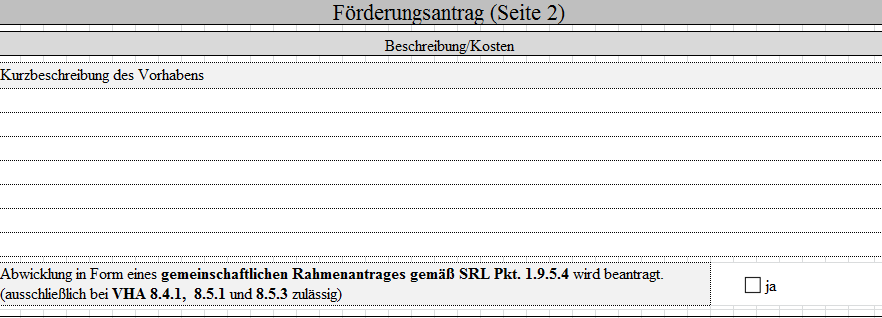 Förderungsantrag (Seite 2)
Beschreibung/Kosten
Kurzbeschreibung des Vorhabens
Abwicklung in Form eines gemeinschaftlichen Rahmenantrages gemäß SRL Pkt. 1.9.5.4 wird beantragt.
(ausschließlich bei VHA 8.4.1, 8.5.1 und 8.5.3 zulässig)
ja